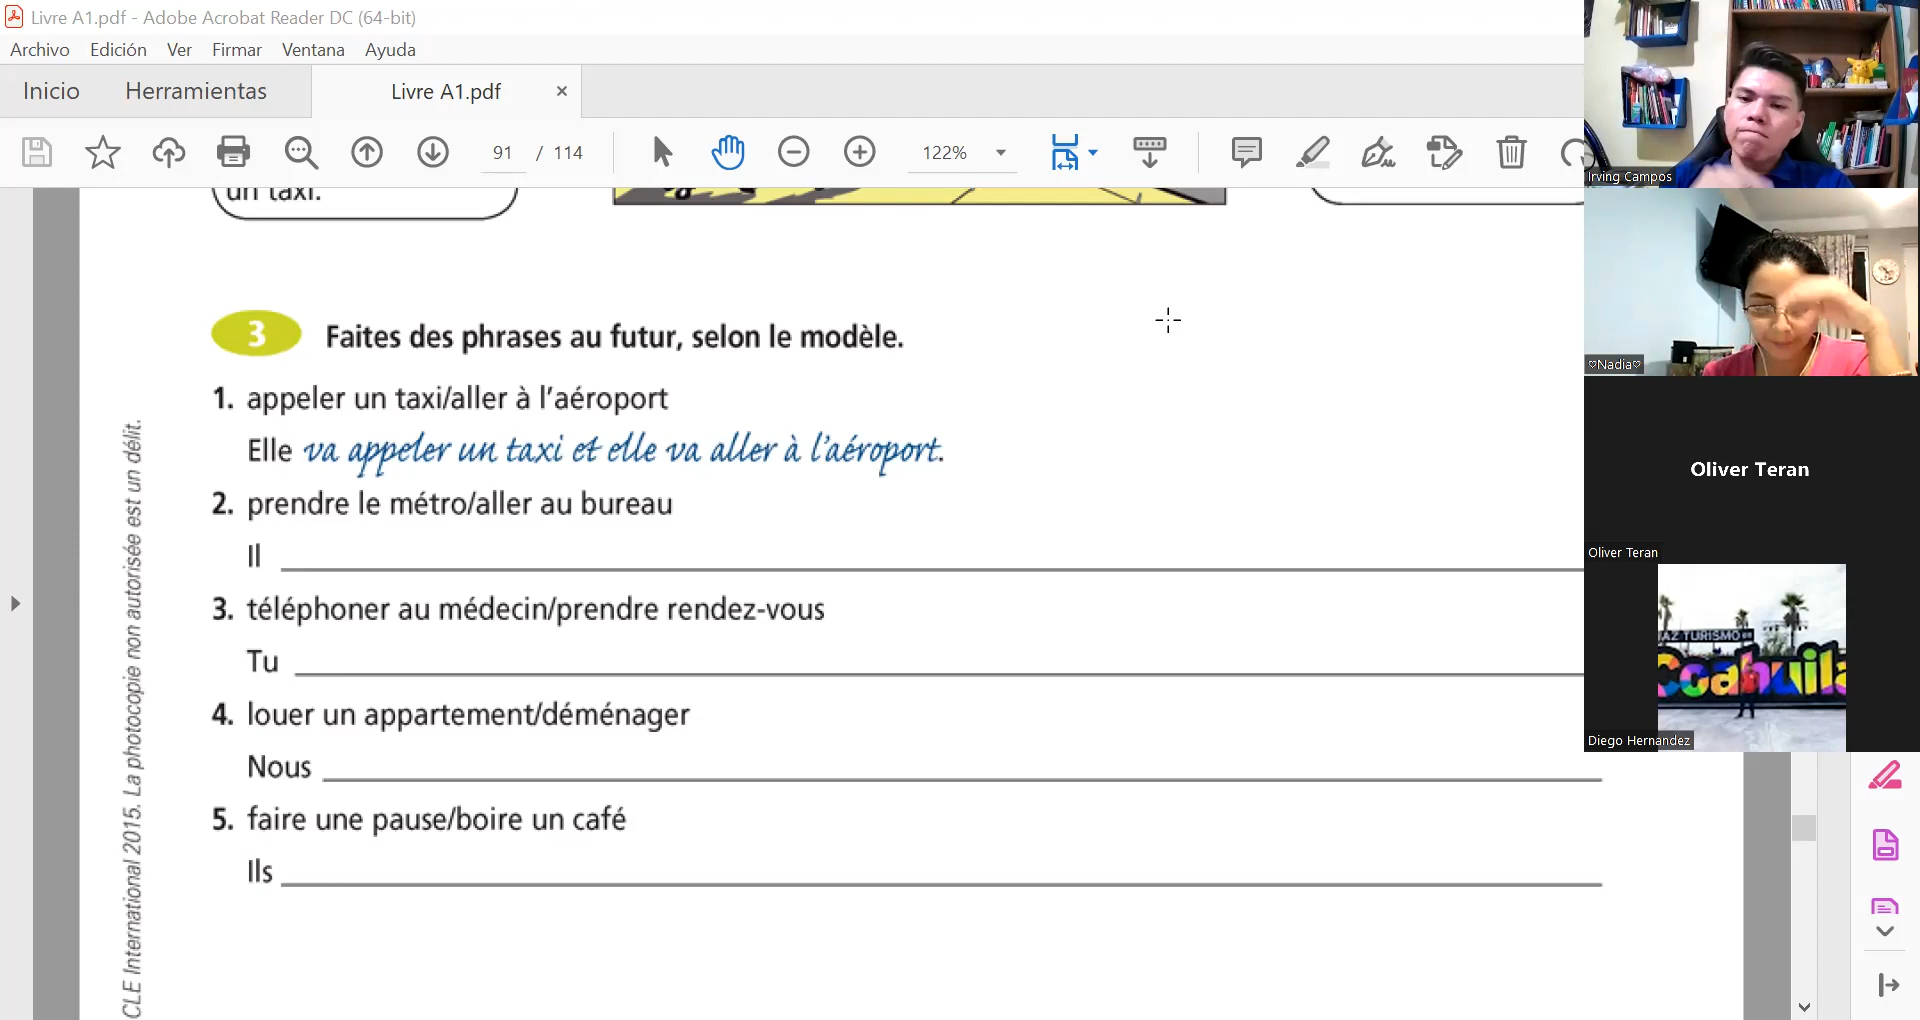 Livre A1.pdf - Adobe Acrobat Reader DC (64-bit)
Archivo Edición Ver Firmar Ventana Ayuda
Inicio Herramientas Livre A1.pdf ×
91 / 114 122%
un taxi.
3 Faites des phrases au futur, selon le modèle.
1. appeler un taxi/aller à l'aéroport
Elle va appeler un taxi et elle va aller à l'aéroport.
2. prendre le métro/aller au bureau
Il
3. téléphoner au médecin/prendre rendez-vous
Tu
4. louer un appartement/déménager
Nous
5. faire une pause/boire un café
Ils
CLE International 2015. La photocopie non autorisée est un délit.
Irving Campos
♡Nadia♡
Oliver Teran
Oliver Teran
AZ TURISMO
Coahuila
Diego Hernandez